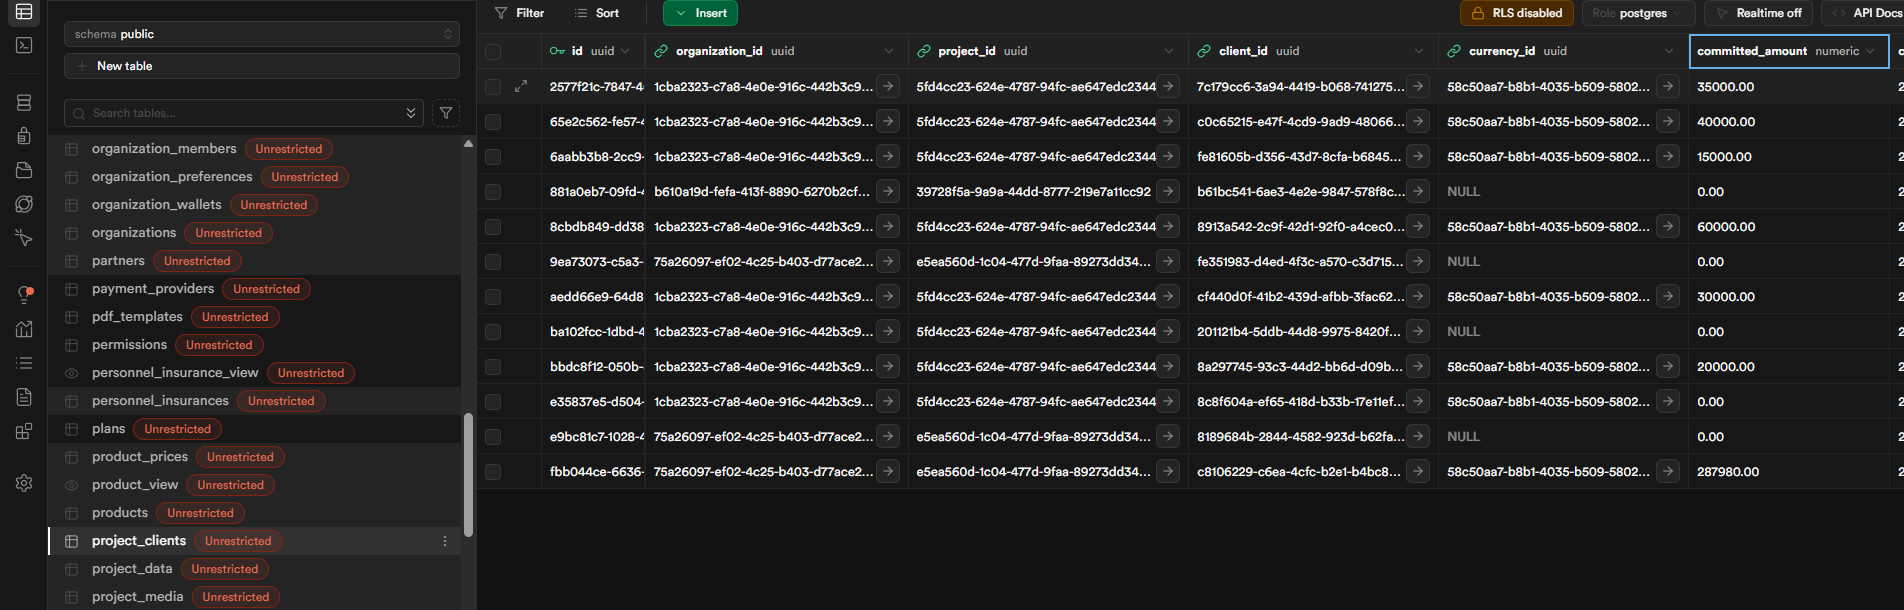 Filter Sort Insert RLS disabled Role postgres Realtime off API Docs
schema public
New table
Search tables...
organization_members Unrestricted
organization_preferences Unrestricted
organization_wallets Unrestricted
organizations Unrestricted
partners Unrestricted
payment_providers Unrestricted
pdf_templates Unrestricted
permissions Unrestricted
personnel_insurance_view Unrestricted
personnel_insurances Unrestricted
plans Unrestricted
product_prices Unrestricted
product_view Unrestricted
products Unrestricted
project_clients Unrestricted
project_data Unrestricted
project_media Unrestricted
id uuid organization_id uuid project_id uuid client_id uuid currency_id uuid committed_amount numeric c
2577f21c-7847-4 1cba2323-c7a8-4e0e-916c-442b3c9... 5fd4cc23-624e-4787-94fc-ae647edc2344 7c179cc6-3a94-4419-b068-741275... 58c50aa7-b8b1-4035-b509-5802... 35000.00 2
65e2c562-fe57-4 1cba2323-c7a8-4e0e-916c-442b3c9... 5fd4cc23-624e-4787-94fc-ae647edc2344 c0c65215-e47f-4cd9-9ad9-48066... 58c50aa7-b8b1-4035-b509-5802... 40000.00 2
6aabb3b8-2cc9- 1cba2323-c7a8-4e0e-916c-442b3c9... 5fd4cc23-624e-4787-94fc-ae647edc2344 fe81605b-d356-43d7-8cfa-b6845... 58c50aa7-b8b1-4035-b509-5802... 15000.00 2
881a0eb7-09fd-4 b610a19d-fefa-413f-8890-6270b2cf... 39728f5a-9a9a-44dd-8777-219e7a11cc92 b61bc541-6ae3-4e2e-9847-578f8c... NULL 0.00 2
8cbdb849-dd38 1cba2323-c7a8-4e0e-916c-442b3c9... 5fd4cc23-624e-4787-94fc-ae647edc2344 8913a542-2c9f-42d1-92f0-a4cec0... 58c50aa7-b8b1-4035-b509-5802... 60000.00 2
9ea73073-c5a3- 75a26097-ef02-4c25-b403-d77ace2... e5ea560d-1c04-477d-9faa-89273dd34... fe351983-d4ed-4f3c-a570-c3d715... NULL 0.00 2
aedd66e9-64d8 1cba2323-c7a8-4e0e-916c-442b3c9... 5fd4cc23-624e-4787-94fc-ae647edc2344 cf440d0f-41b2-439d-afbb-3fac62... 58c50aa7-b8b1-4035-b509-5802... 30000.00 2
ba102fcc-1dbd-4 1cba2323-c7a8-4e0e-916c-442b3c9... 5fd4cc23-624e-4787-94fc-ae647edc2344 201121b4-5ddb-44d8-9975-8420f... NULL 0.00 2
bbdc8f12-050b- 1cba2323-c7a8-4e0e-916c-442b3c9... 5fd4cc23-624e-4787-94fc-ae647edc2344 8a297745-93c3-44d2-bb6d-d09b... 58c50aa7-b8b1-4035-b509-5802... 20000.00 2
e35837e5-d504- 1cba2323-c7a8-4e0e-916c-442b3c9... 5fd4cc23-624e-4787-94fc-ae647edc2344 8c8f604a-ef65-418d-b33b-17e11ef... 58c50aa7-b8b1-4035-b509-5802... 0.00 2
e9bc81c7-1028-4 75a26097-ef02-4c25-b403-d77ace2... e5ea560d-1c04-477d-9faa-89273dd34... 8189684b-2844-4582-923d-b62fa... NULL 0.00 2
fbb044ce-6636- 75a26097-ef02-4c25-b403-d77ace2... e5ea560d-1c04-477d-9faa-89273dd34... c8106229-c6ea-4cfc-b2e1-b4bc8... 58c50aa7-b8b1-4035-b509-5802... 287980.00 2